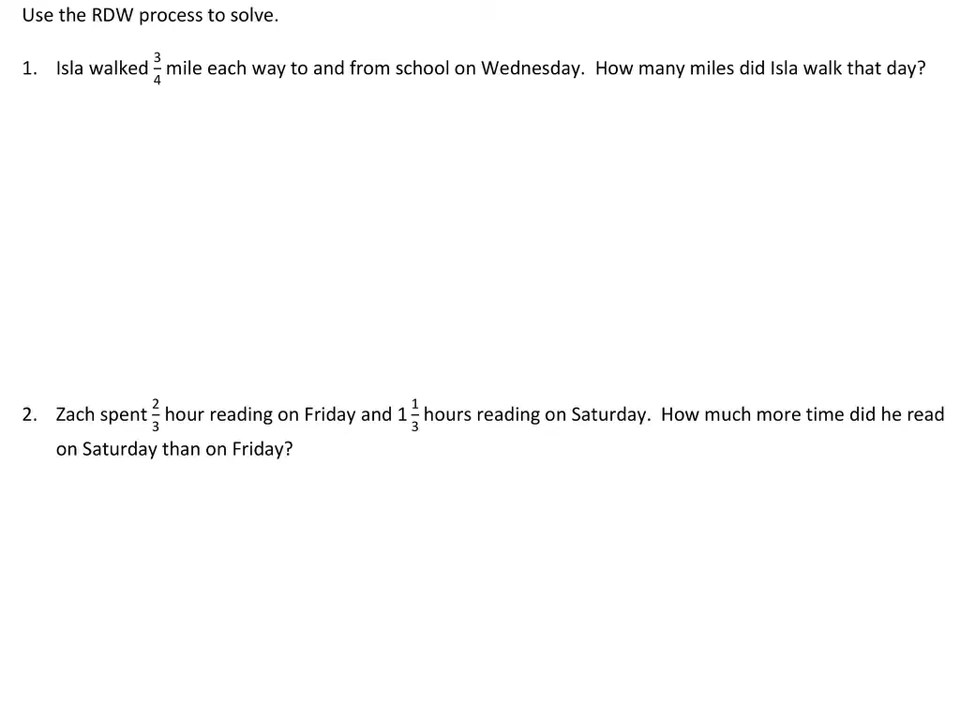 Use the RDW process to solve.
1. Isla walked 3/4 mile each way to and from school on Wednesday. How many miles did Isla walk that day?
2. Zach spent 2/3 hour reading on Friday and 1 1/3 hours reading on Saturday. How much more time did he read
on Saturday than on Friday?